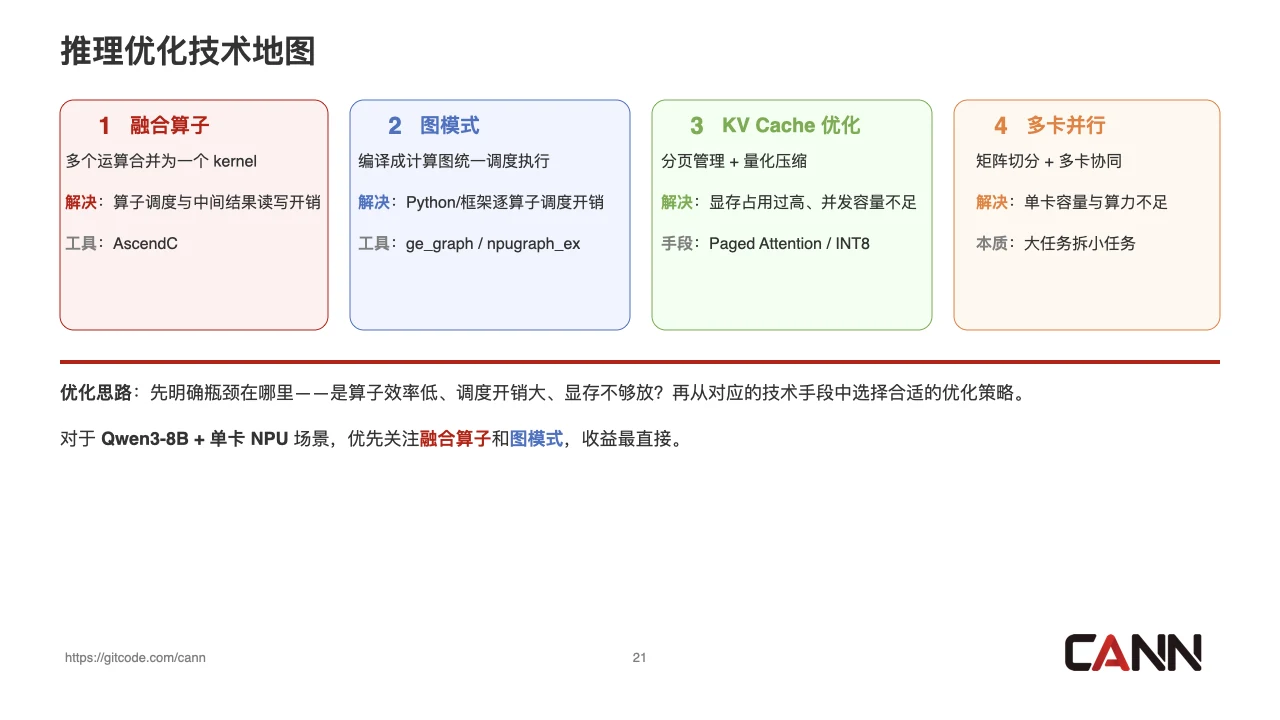 推理优化技术地图
1 融合算子
多个运算合并为一个 kernel
解决：算子调度与中间结果读写开销
工具：AscendC
2 图模式
编译成计算图统一调度执行
解决：Python/框架逐算子调度开销
工具：ge_graph / npugraph_ex
3 KV Cache 优化
分页管理 + 量化压缩
解决：显存占用过高、并发容量不足
手段：Paged Attention / INT8
4 多卡并行
矩阵切分 + 多卡协同
解决：单卡容量与算力不足
本质：大任务拆小任务
优化思路：先明确瓶颈在哪里——是算子效率低、调度开销大、显存不够放？再从对应的技术手段中选择合适的优化策略。
对于 Qwen3-8B + 单卡 NPU 场景，优先关注融合算子和图模式，收益最直接。
https://gitcode.com/cann
21
CANN